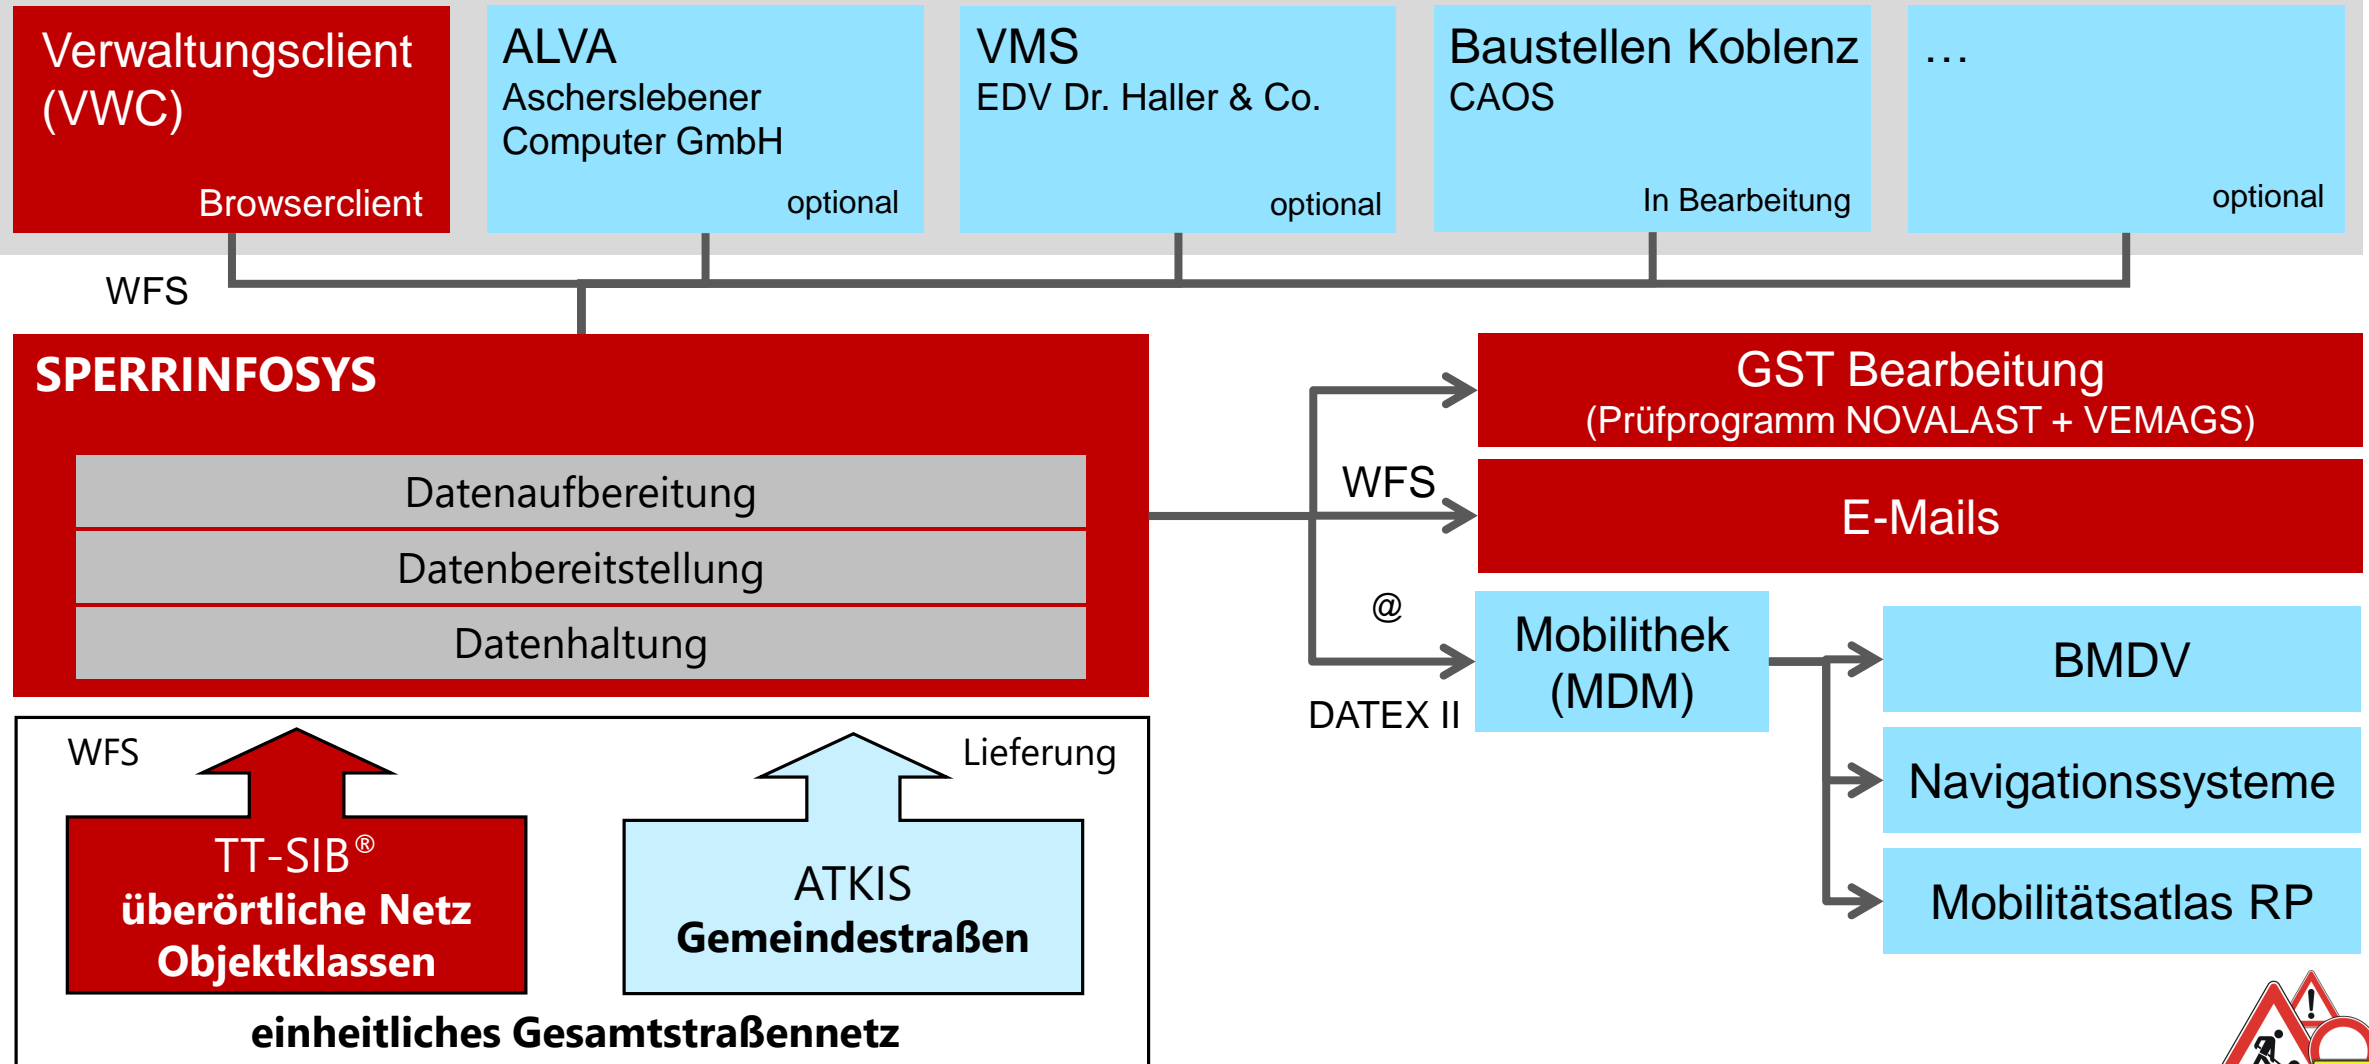 Verwaltungsclient
(VWC)
Browserclient
ALVA
Ascherslebener
Computer GmbH
optional
VMS
EDV Dr. Haller & Co.
optional
Baustellen Koblenz
CAOS
In Bearbeitung
...
optional
WFS
SPERRINFOSYS
Datenaufbereitung
Datenbereitstellung
Datenhaltung
GST Bearbeitung
(Prüfprogramm NOVALAST + VEMAGS)
WFS
E-Mails
@
Mobilithek
(MDM)
DATEX II
BMDV
Navigationssysteme
Mobilitätsatlas RP
WFS
Lieferung
TT-SIB®
überörtliche Netz
Objektklassen
ATKIS
Gemeindestraßen
einheitliches Gesamtstraßennetz